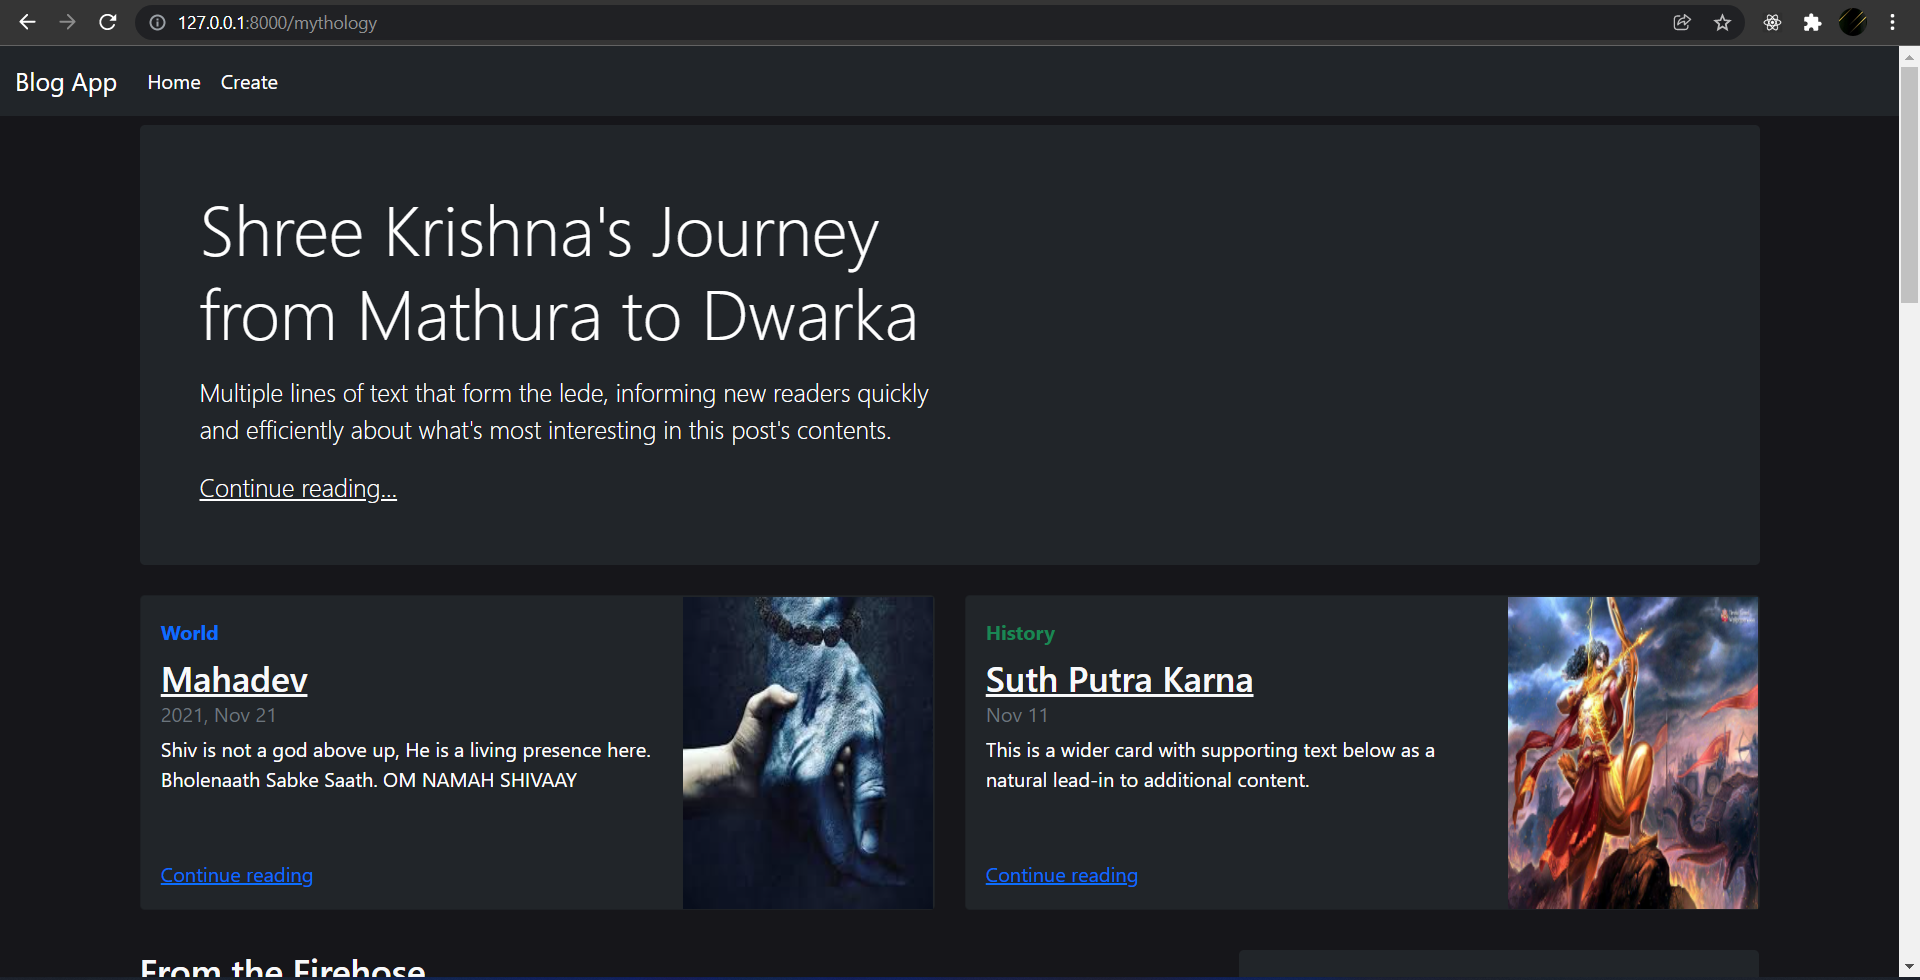 127.0.0.1:8000/mythology
Blog App Home Create
Shree Krishna's Journey
from Mathura to Dwarka
Multiple lines of text that form the lede, informing new readers quickly
and efficiently about what's most interesting in this post's contents.
Continue reading...
World
Mahadev
2021, Nov 21
Shiv is not a god above up, He is a living presence here.
Bholenaath Sabke Saath. OM NAMAH SHIVAAY
Continue reading
History
Suth Putra Karna
Nov 11
This is a wider card with supporting text below as a
natural lead-in to additional content.
Continue reading
From the Firehose